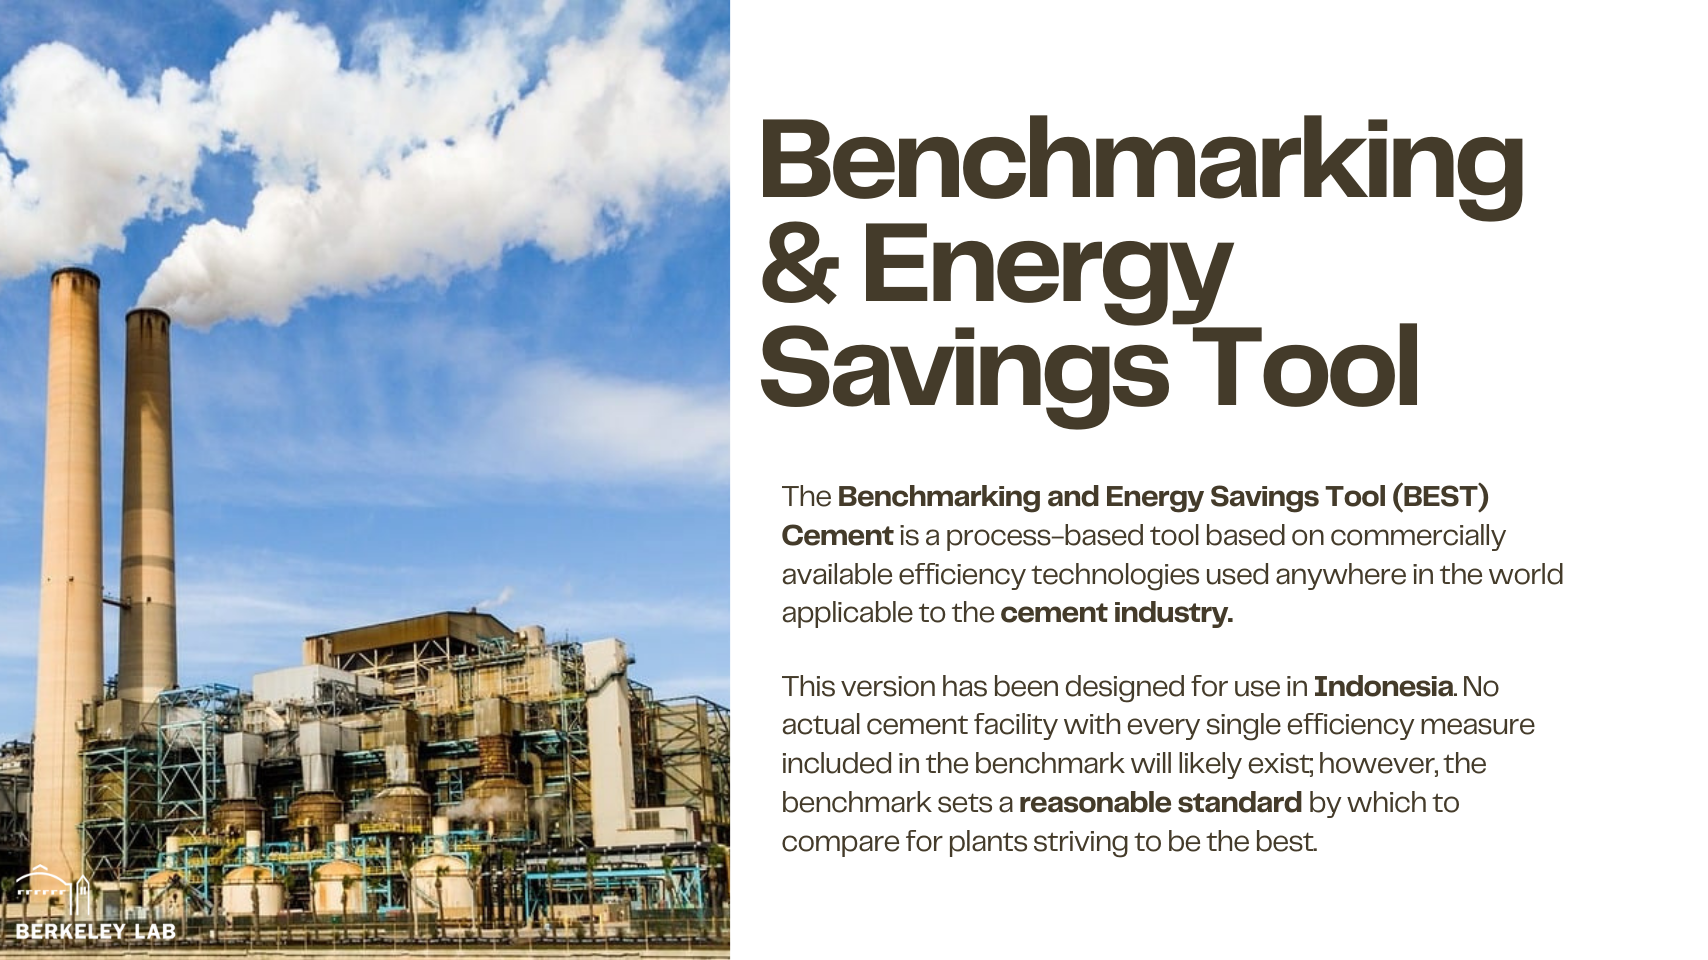 Benchmarking
& Energy
Savings Tool
The Benchmarking and Energy Savings Tool (BEST)
Cement is a process-based tool based on commercially
available efficiency technologies used anywhere in the world
applicable to the cement industry.
This version has been designed for use in Indonesia. No
actual cement facility with every single efficiency measure
included in the benchmark will likely exist; however, the
benchmark sets a reasonable standard by which to
compare for plants striving to be the best.
BERKELEY LAB